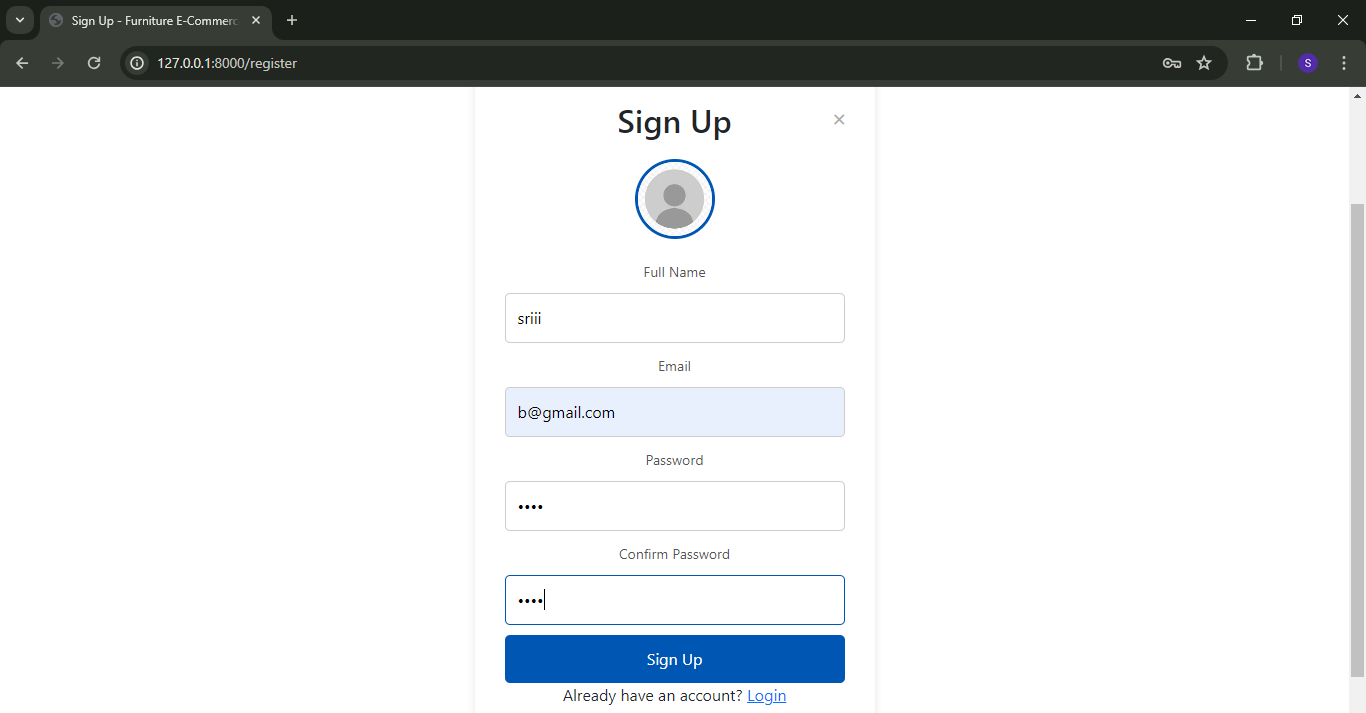 Sign Up - Furniture E-Commerc
127.0.0.1:8000/register
S
Sign Up
Full Name
sriii
Email
b@gmail.com
Password
••••
Confirm Password
••••
Sign Up
Already have an account? Login